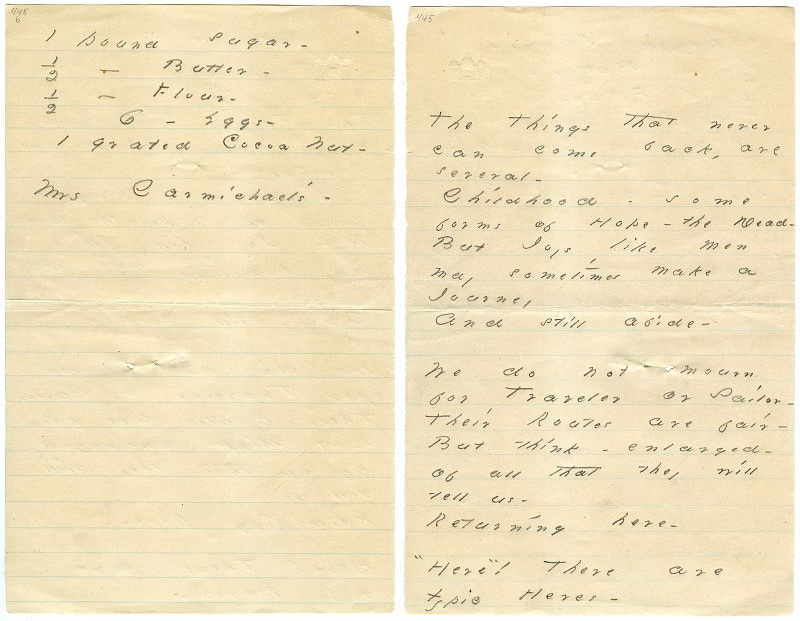 445
6
1 pound sugar -
1/2 - Butter -
1/2 - Flour -
6 - Eggs -
1 grated Cocoa Nut -
Mrs Carmichael's -
445
The Things that never
can come back, are
several -
Childhood - some
forms of Hope - the Dead -
But Joys, like men
may sometimes make a
Journey
And still abide -
We do not mourn
for Traveler or Sailor -
Their Routes are fair -
But think - enlarged -
of all that they will
tell us -
Returning here -
"Here"! There are
typic Heres -